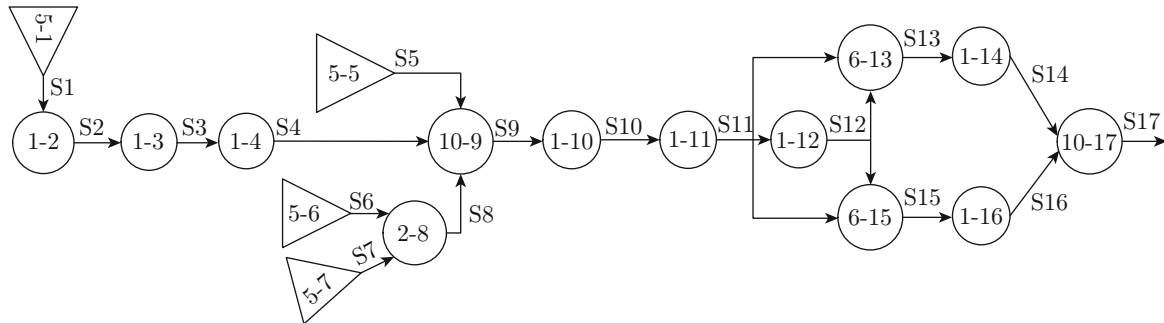 5-1
S1
1-2
S2
1-3
S3
1-4
S4
5-5
S5
5-6
S6
5-7
S7
2-8
S8
10-9
S9
1-10
S10
1-11
S11
1-12
S12
6-13
S13
1-14
S14
6-15
S15
1-16
S16
10-17
S17